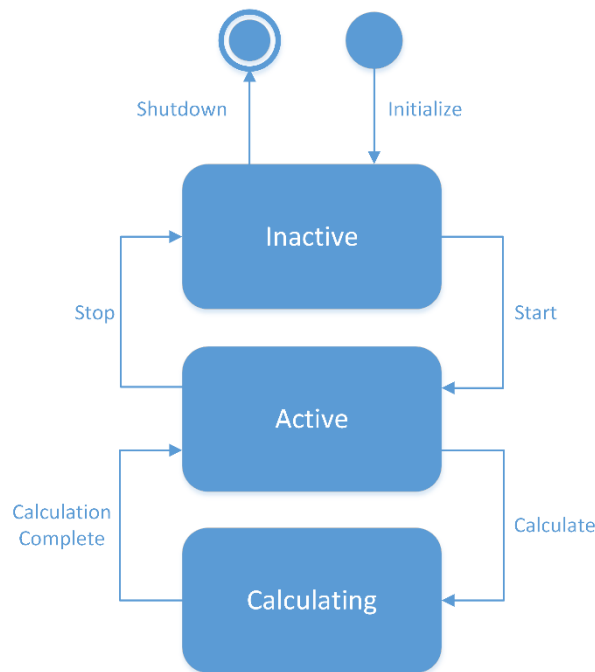 Shutdown
Initialize
Inactive
Stop
Start
Active
Calculation
Complete
Calculate
Calculating